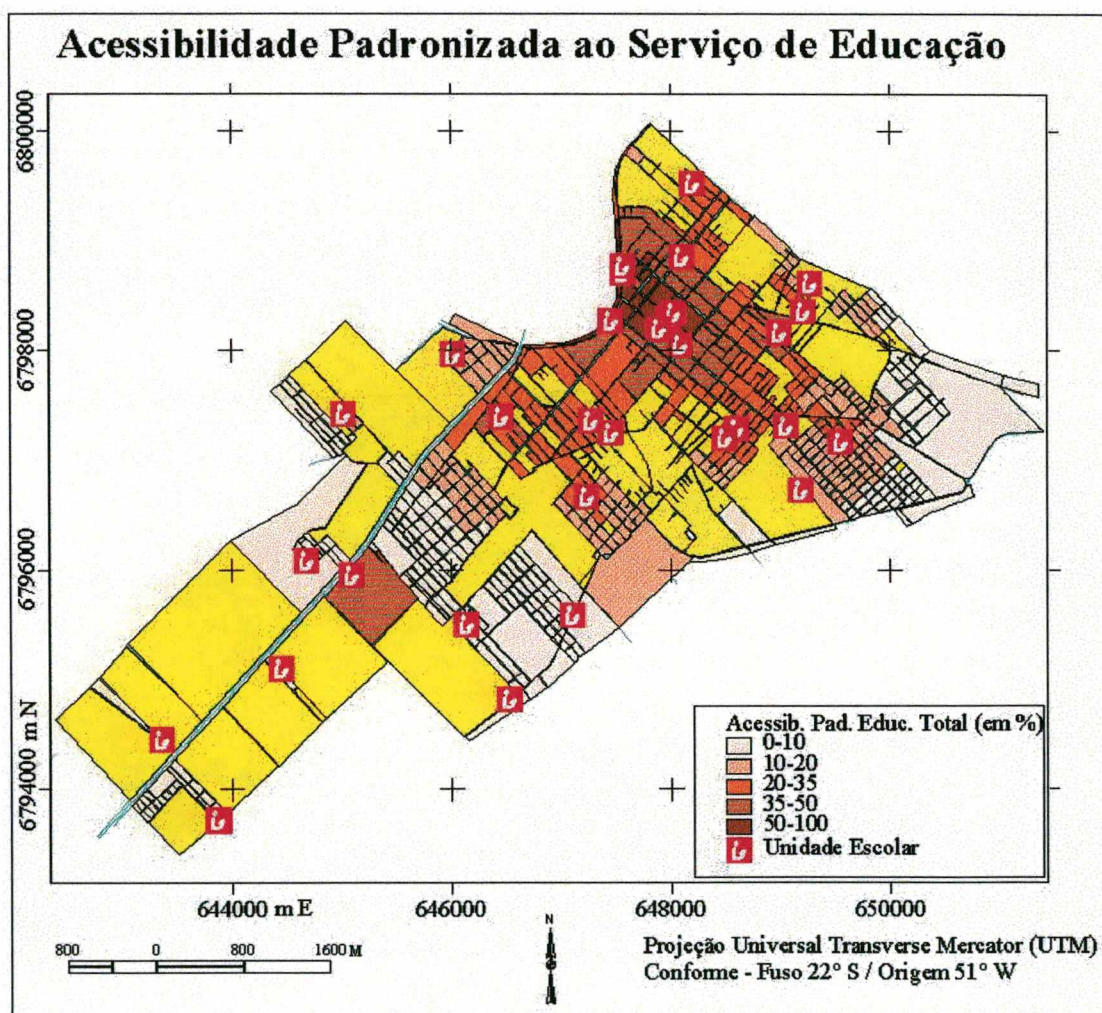 Acessibilidade Padronizada ao Serviço de Educação
6800000
6798000
6796000
6794000 m N
Acessib. Pad. Educ. Total (em %)
0-10
10-20
20-35
35-50
50-100
Unidade Escolar
644000 m E
646000
648000
650000
800
0
800
1600 M
N
Projeção Universal Transverse Mercator (UTM)
Conforme - Fuso 22° S / Origem 51° W